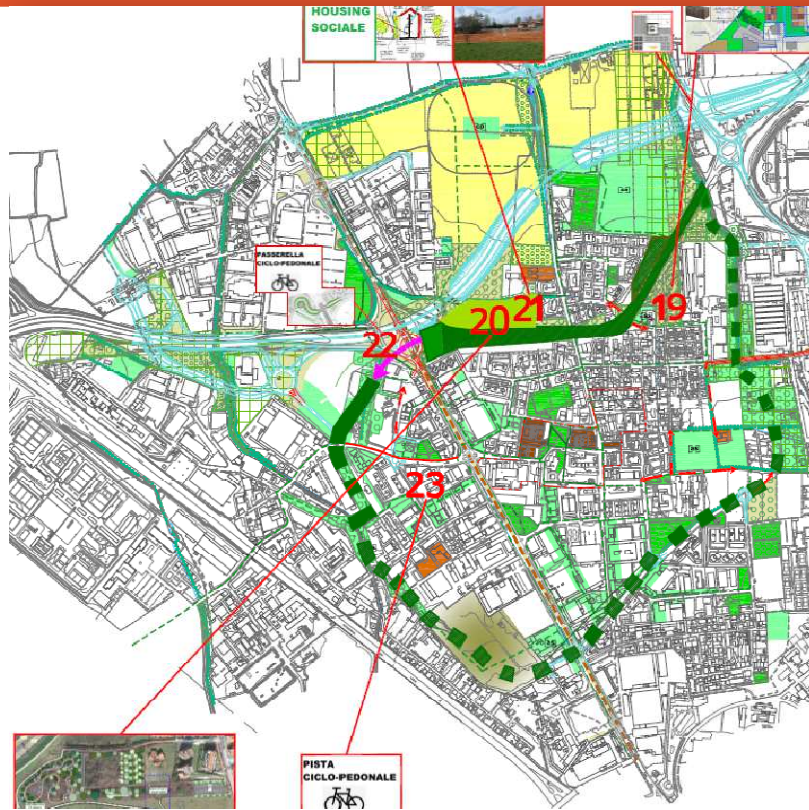 HOUSING
SOCIALE
PASSERELLA
CICLO-PEDONALE
21
20
19
22
23
PISTA
CICLO-PEDONALE